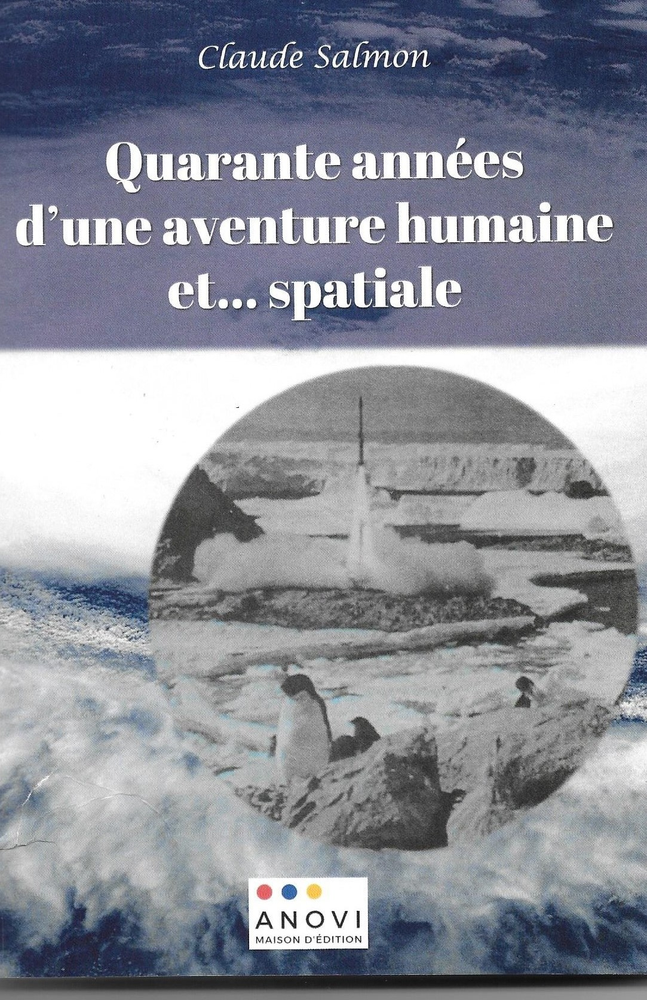 Claude Salmon
Quarante années
d’une aventure humaine
et... spatiale
ANOVI
MAISON D'ÉDITION